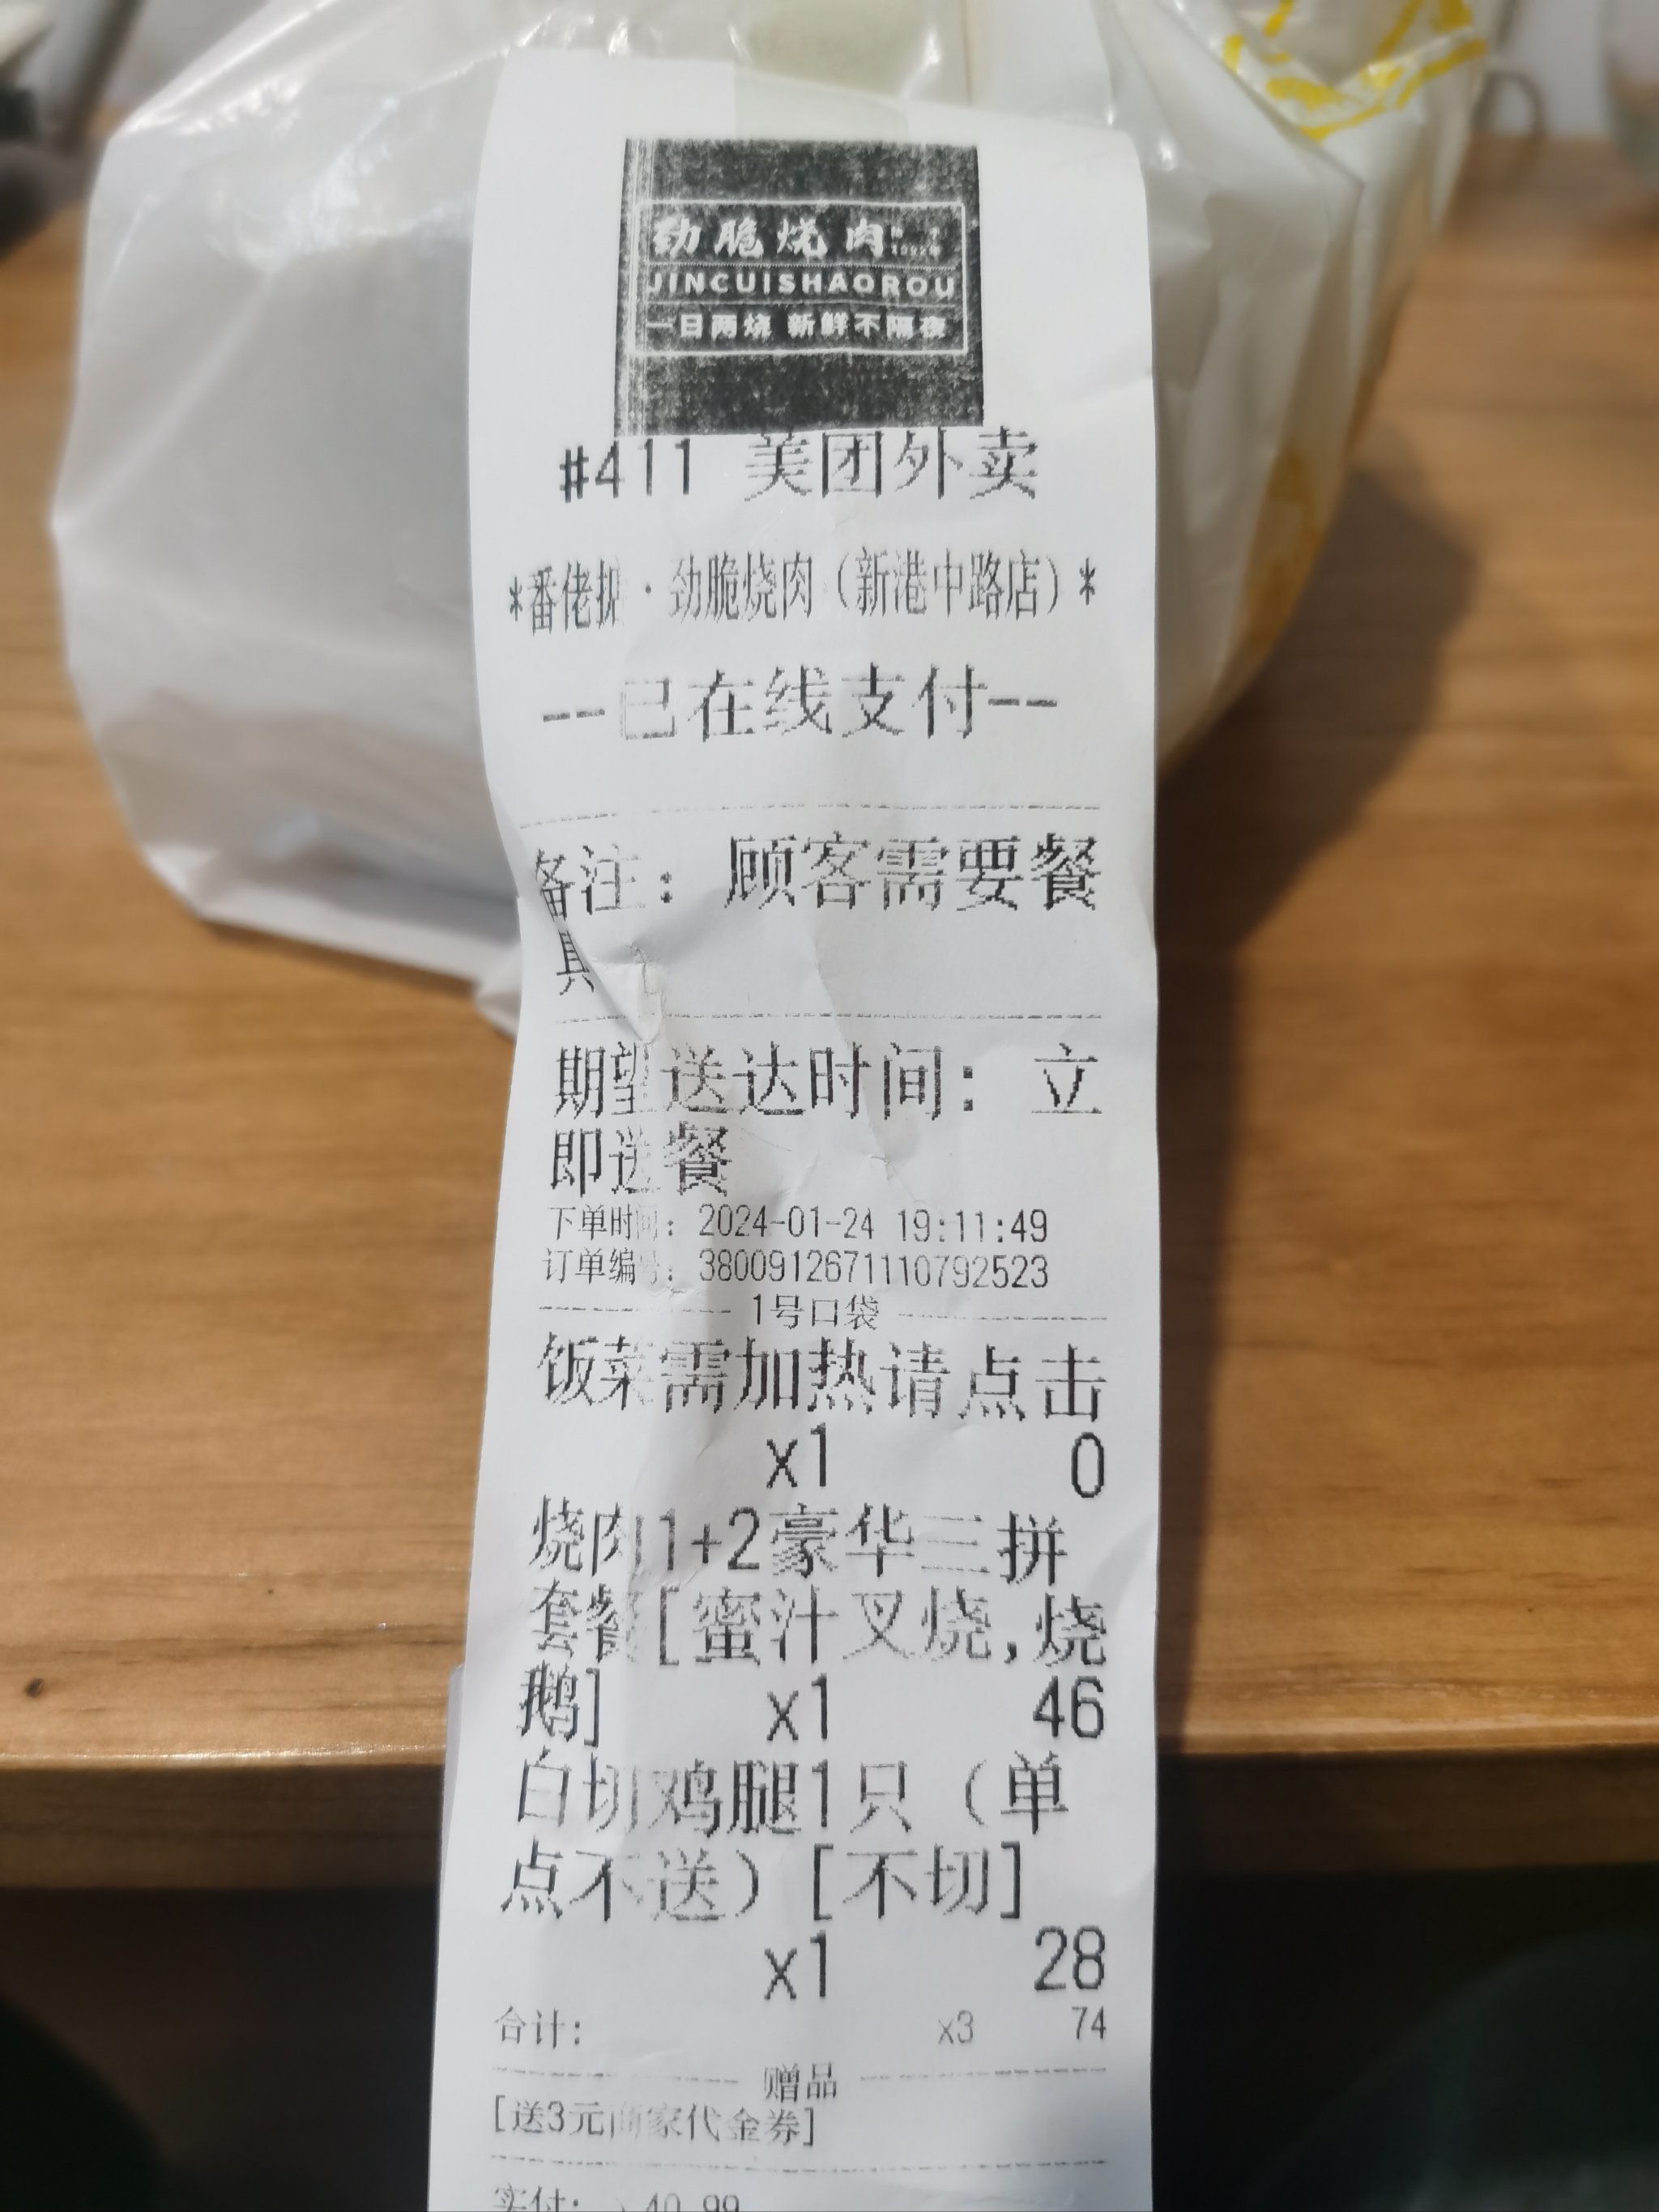 劲脆烧肉
JINCUISHAOROU
一日两烧 新鲜不隔夜
#411 美团外卖
*番佬 · 劲脆烧肉（新港中路店）*
--已在线支付--
备注: 顾客需要餐
具
期望送达时间: 立
即送餐
下单时间: 2024-01-24 19:11:49
订单编号: 3800912671110792523
1号口袋
饭菜需加热请点击
x1 0
烧肉1+2豪华三拼
套餐[蜜汁叉烧,烧
鹅] x1 46
白切鸡腿1只（单
点不送）[不切]
x1 28
合计: x3 74
赠品
[送3元商家代金券]
实付: 40.99